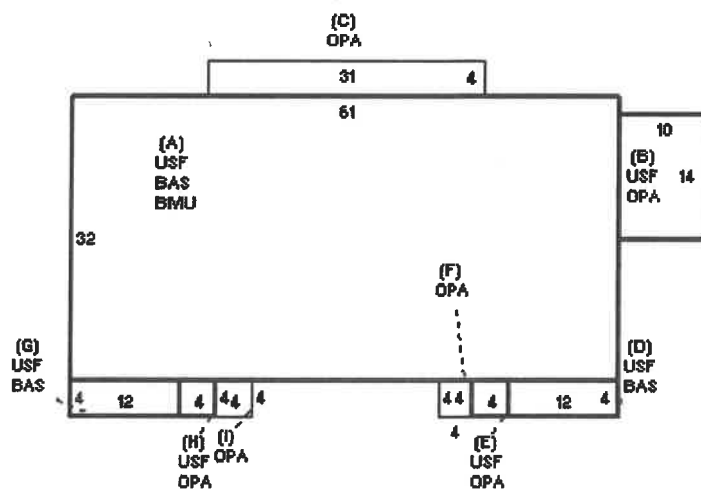 (C)
OPA
31 4
61
(A)
USF
BAS
BMU
10
(B)
USF
OPA
14
32
(F)
OPA
(G)
USF
BAS
(D)
USF
BAS
4 12 4 4 4 4
4 4 4 12 4
4
(H)
USF
OPA
(I)
OPA
(E)
USF
OPA